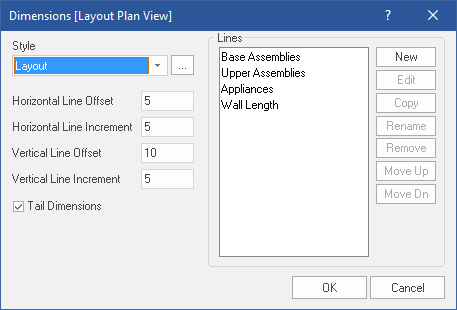 Dimensions [Layout Plan View]
?
Style
Layout
...
Horizontal Line Offset 5
Horizontal Line Increment 5
Vertical Line Offset 10
Vertical Line Increment 5
Tail Dimensions
Lines
Base Assemblies
Upper Assemblies
Appliances
Wall Length
New
Edit
Copy
Rename
Remove
Move Up
Move Dn
OK
Cancel